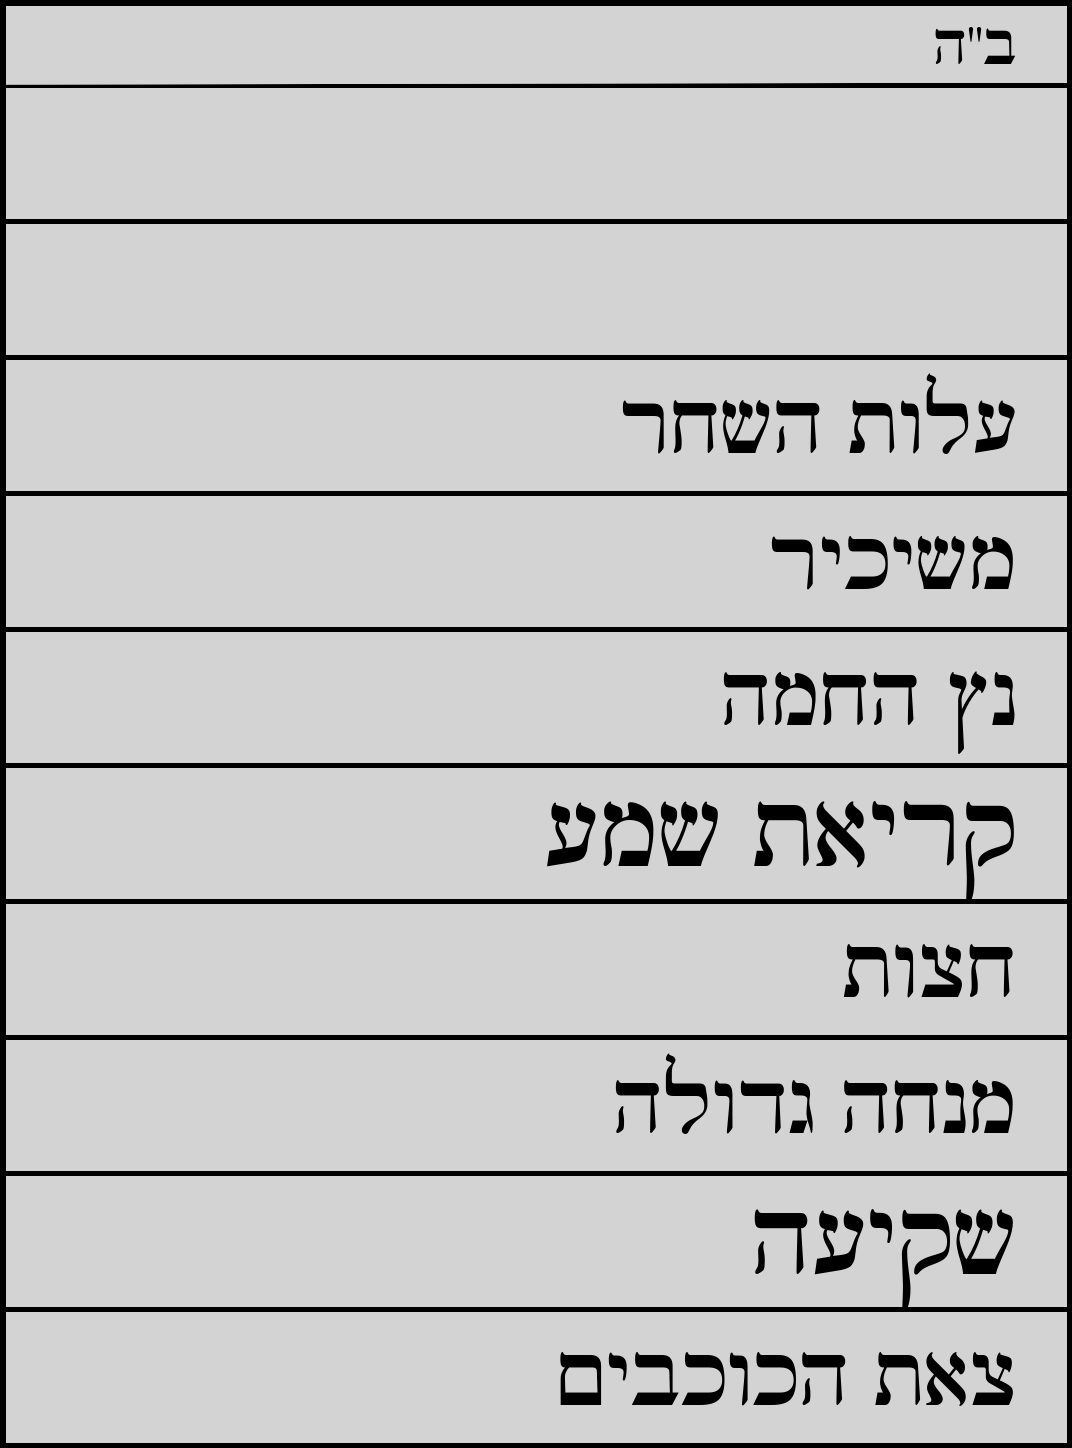 ב"ה
עלות השחר
משיכיר
נץ החמה
קריאת שמע
חצות
מנחה גדולה
שקיעה
צאת הכוכבים